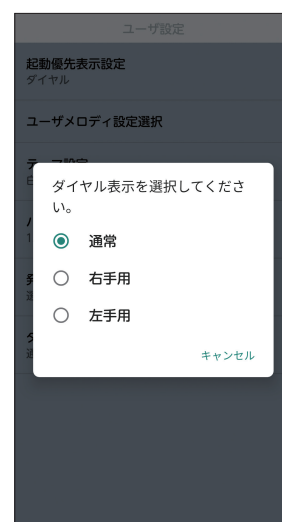 ユーザ設定
起動優先表示設定
ダイヤル
ユーザメロディ設定選択
ダイヤル表示を選択してくださ
い。
通常
右手用
左手用
キャンセル